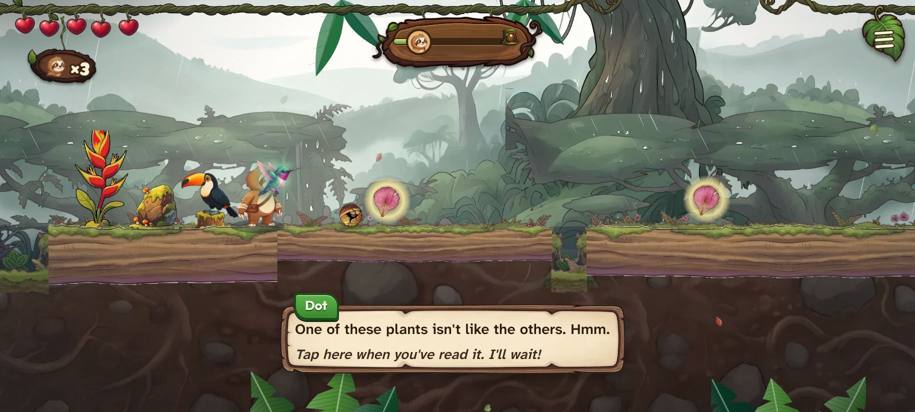 x3
Dot
One of these plants isn't like the others. Hmm.
Tap here when you've read it. I'll wait!